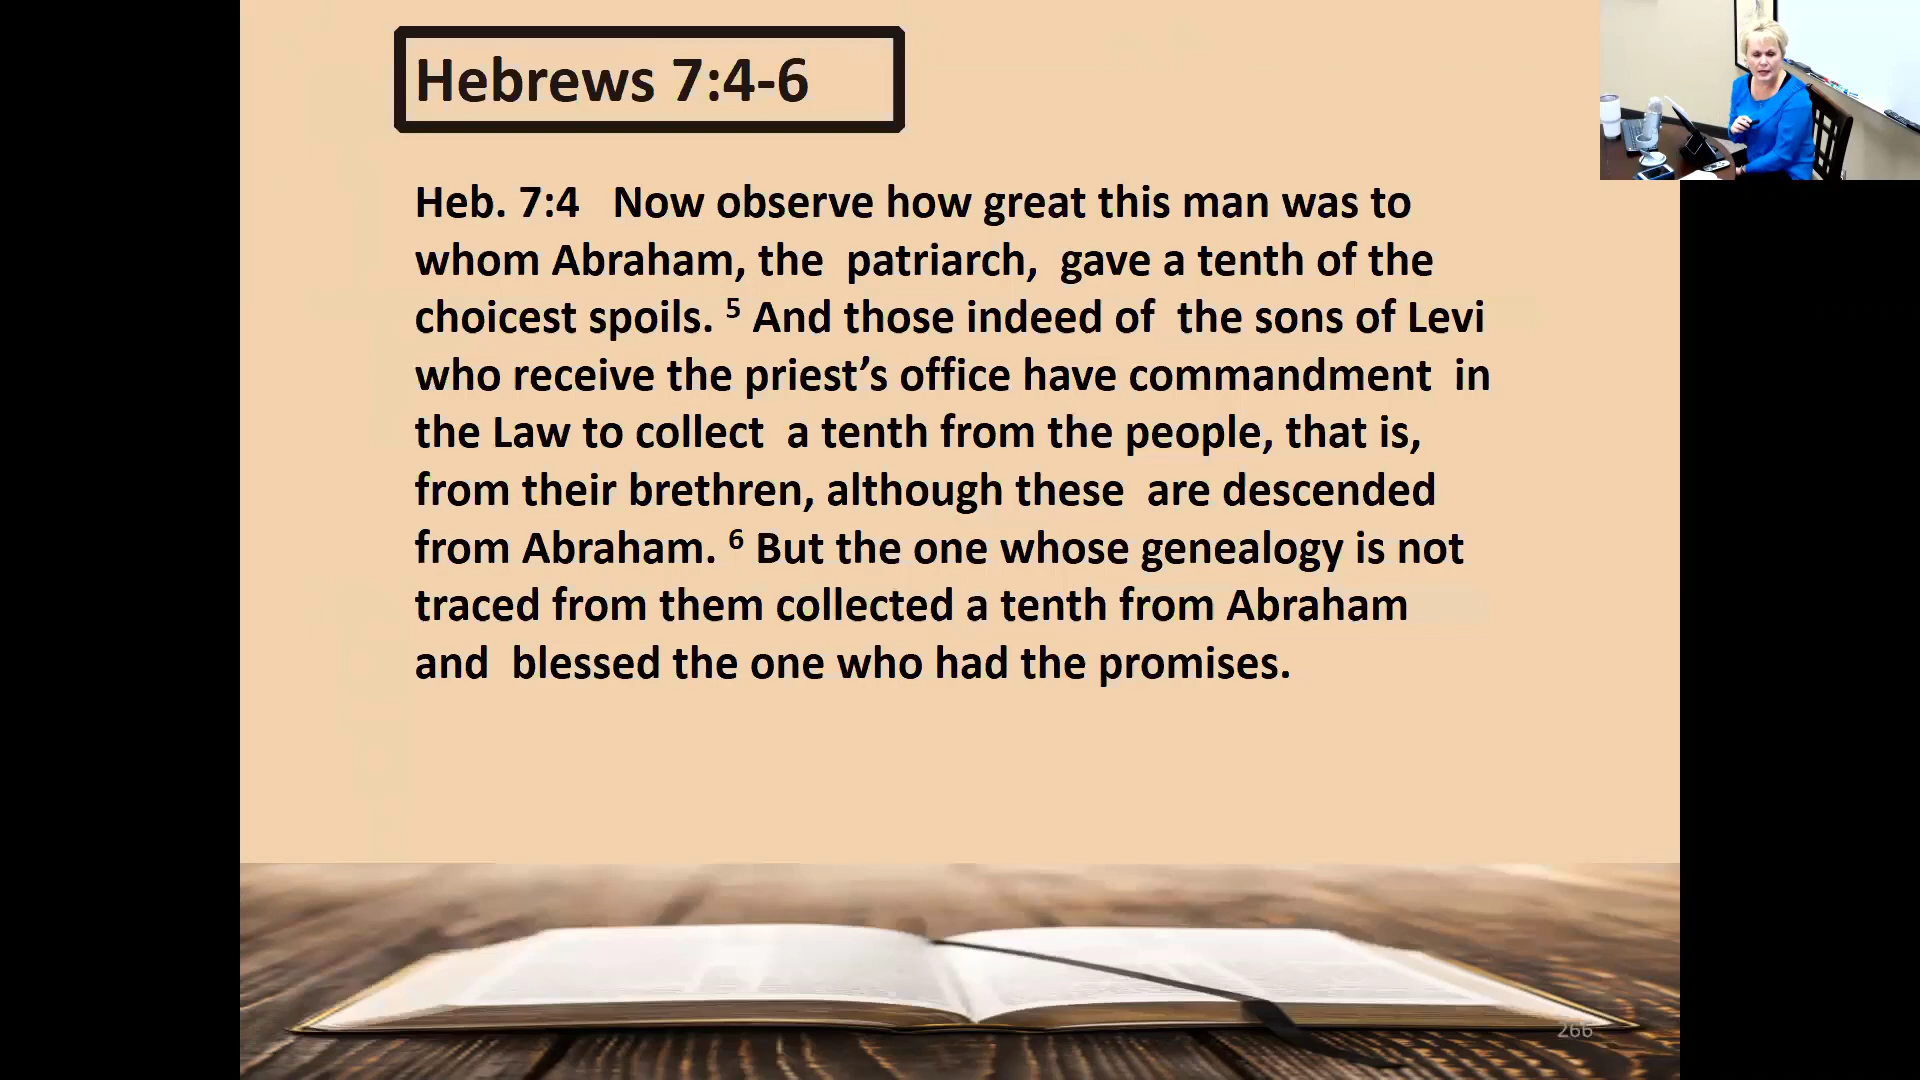 Hebrews 7:4-6
Heb. 7:4 Now observe how great this man was to
whom Abraham, the patriarch, gave a tenth of the
choicest spoils. ⁵ And those indeed of the sons of Levi
who receive the priest’s office have commandment in
the Law to collect a tenth from the people, that is,
from their brethren, although these are descended
from Abraham. ⁶ But the one whose genealogy is not
traced from them collected a tenth from Abraham
and blessed the one who had the promises.
266